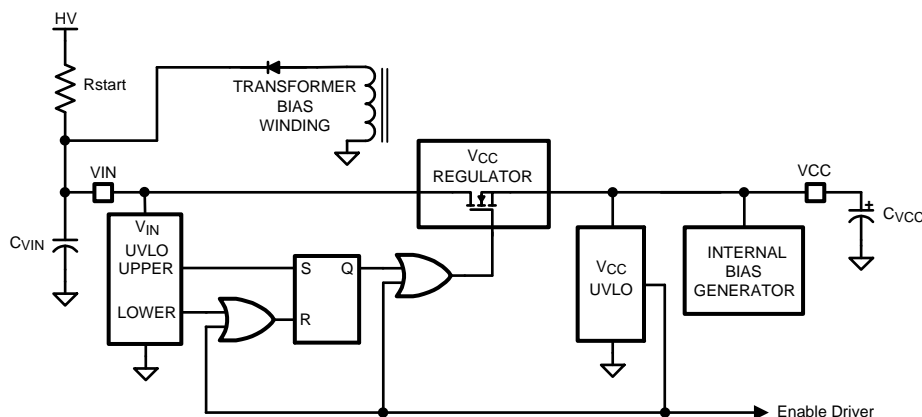 HV
Rstart
TRANSFORMER
BIAS
WINDING
VIN
VCC
REGULATOR
VCC
CVCC
CVIN
VIN
UVLO
UPPER
LOWER
S
Q
R
VCC
UVLO
INTERNAL
BIAS
GENERATOR
+
Enable Driver